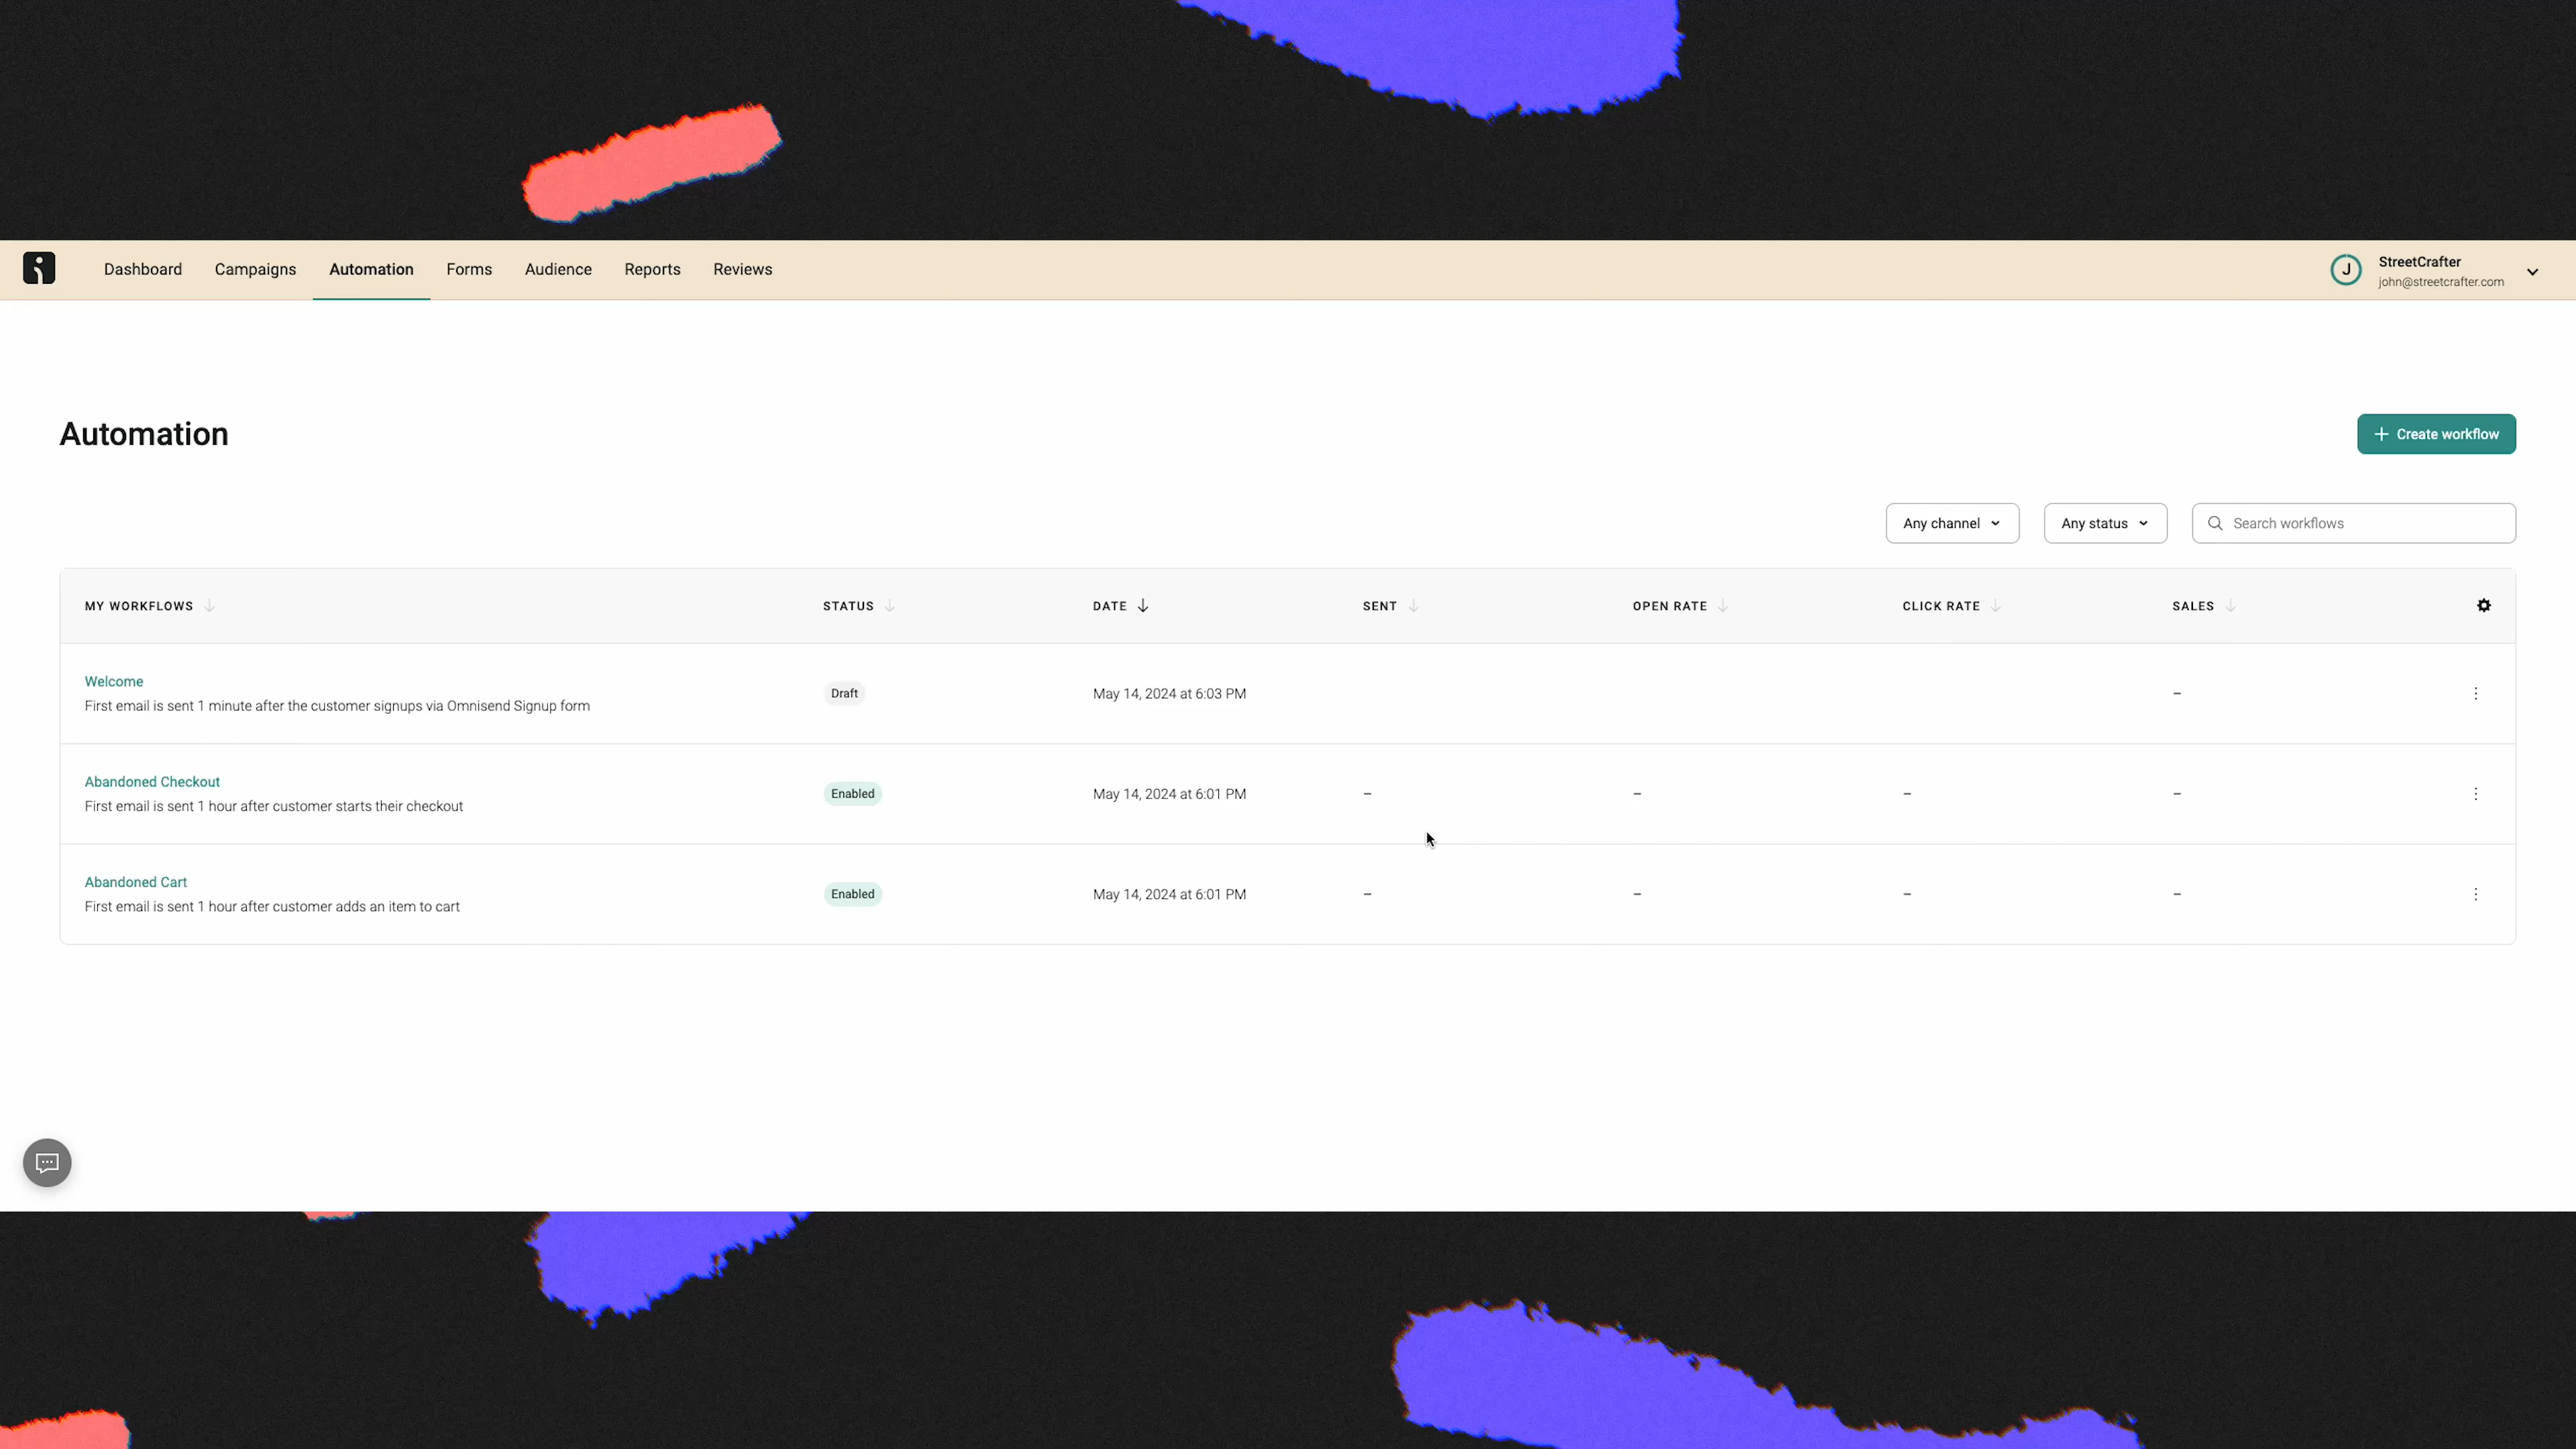 Dashboard Campaigns Automation Forms Audience Reports Reviews
J StreetCrafter
john@streetcrafter.com
Automation
Create workflow
Any channel Any status Search workflows
MY WORKFLOWS STATUS DATE SENT OPEN RATE CLICK RATE SALES
Welcome
First email is sent 1 minute after the customer signups via Omnisend Signup form
Draft May 14, 2024 at 6:03 PM –
Abandoned Checkout
First email is sent 1 hour after customer starts their checkout
Enabled May 14, 2024 at 6:01 PM – – – –
Abandoned Cart
First email is sent 1 hour after customer adds an item to cart
Enabled May 14, 2024 at 6:01 PM – – – –